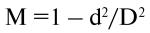 M = 1 – d²/D²